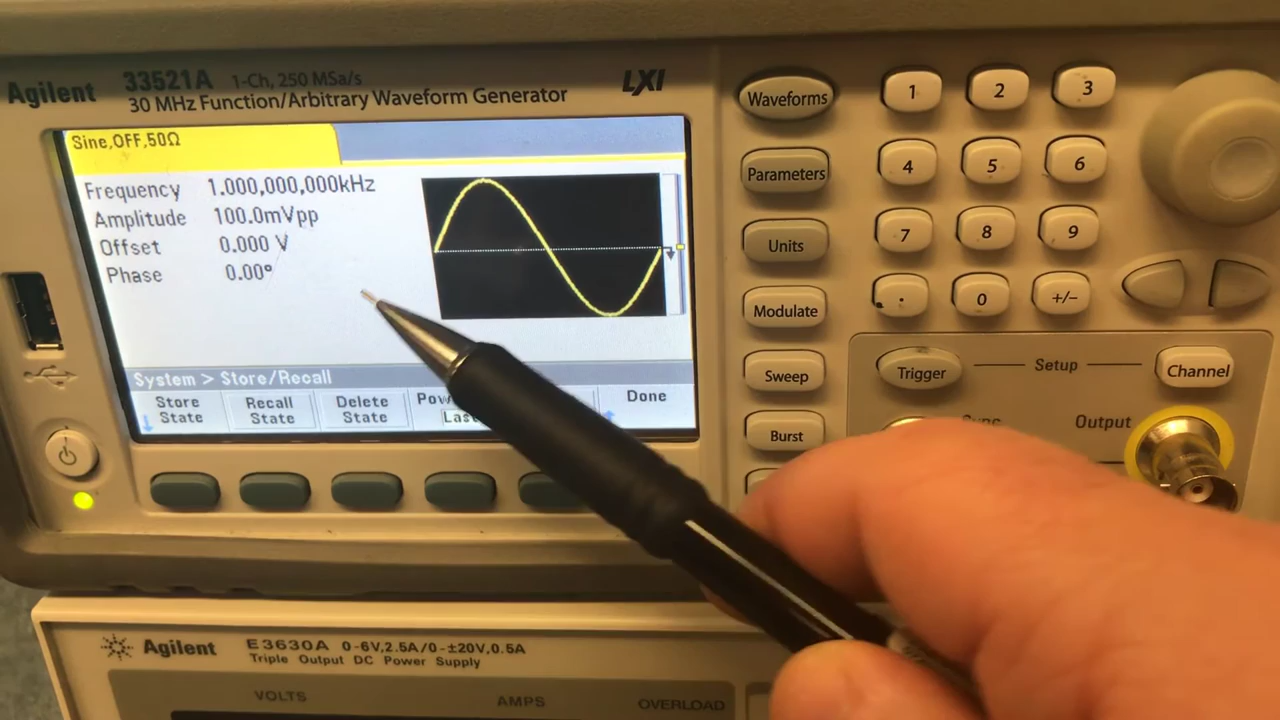 Agilent 33521A 1-Ch, 250 MSa/s
30 MHz Function/Arbitrary Waveform Generator
LXI
Sine,OFF,50Ω
Frequency 1.000,000,000kHz
Amplitude 100.0mVpp
Offset 0.000 V
Phase 0.00°
System > Store/Recall
Store State
Recall State
Delete State
Done
Waveforms
Parameters
Units
Modulate
Sweep
Burst
1 2 3
4 5 6
7 8 9
. 0 +/-
Trigger Setup Channel
Output
Agilent E3630A 0-6V,2.5A/0-±20V,0.5A
Triple Output DC Power Supply
VOLTS AMPS OVERLOAD